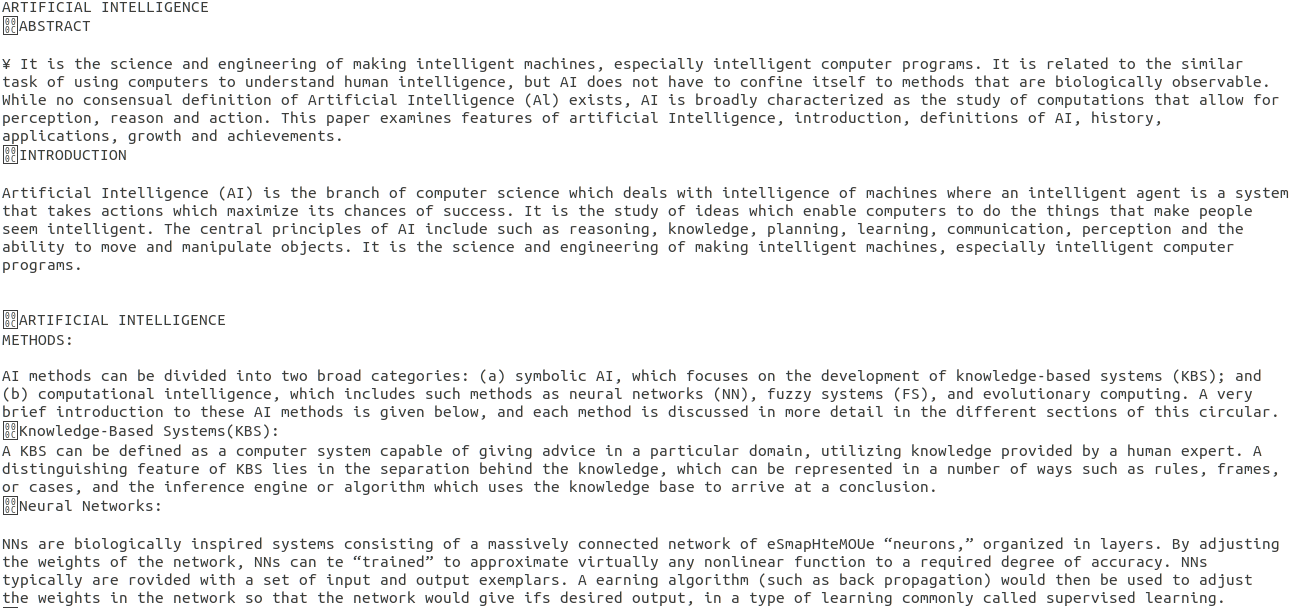 ARTIFICIAL INTELLIGENCE
ABSTRACT
¥ It is the science and engineering of making intelligent machines, especially intelligent computer programs. It is related to the similar
task of using computers to understand human intelligence, but AI does not have to confine itself to methods that are biologically observable.
While no consensual definition of Artificial Intelligence (Al) exists, AI is broadly characterized as the study of computations that allow for
perception, reason and action. This paper examines features of artificial Intelligence, introduction, definitions of AI, history,
applications, growth and achievements.
INTRODUCTION
Artificial Intelligence (AI) is the branch of computer science which deals with intelligence of machines where an intelligent agent is a system
that takes actions which maximize its chances of success. It is the study of ideas which enable computers to do the things that make people
seem intelligent. The central principles of AI include such as reasoning, knowledge, planning, learning, communication, perception and the
ability to move and manipulate objects. It is the science and engineering of making intelligent machines, especially intelligent computer
programs.
ARTIFICIAL INTELLIGENCE
METHODS:
AI methods can be divided into two broad categories: (a) symbolic AI, which focuses on the development of knowledge-based systems (KBS); and
(b) computational intelligence, which includes such methods as neural networks (NN), fuzzy systems (FS), and evolutionary computing. A very
brief introduction to these AI methods is given below, and each method is discussed in more detail in the different sections of this circular.
Knowledge-Based Systems(KBS):
A KBS can be defined as a computer system capable of giving advice in a particular domain, utilizing knowledge provided by a human expert. A
distinguishing feature of KBS lies in the separation behind the knowledge, which can be represented in a number of ways such as rules, frames,
or cases, and the inference engine or algorithm which uses the knowledge base to arrive at a conclusion.
Neural Networks:
NNs are biologically inspired systems consisting of a massively connected network of eSmapHteMOUe “neurons,” organized in layers. By adjusting
the weights of the network, NNs can te “trained” to approximate virtually any nonlinear function to a required degree of accuracy. NNs
typically are rovided with a set of input and output exemplars. A earning algorithm (such as back propagation) would then be used to adjust
the weights in the network so that the network would give ifs desired output, in a type of learning commonly called supervised learning.